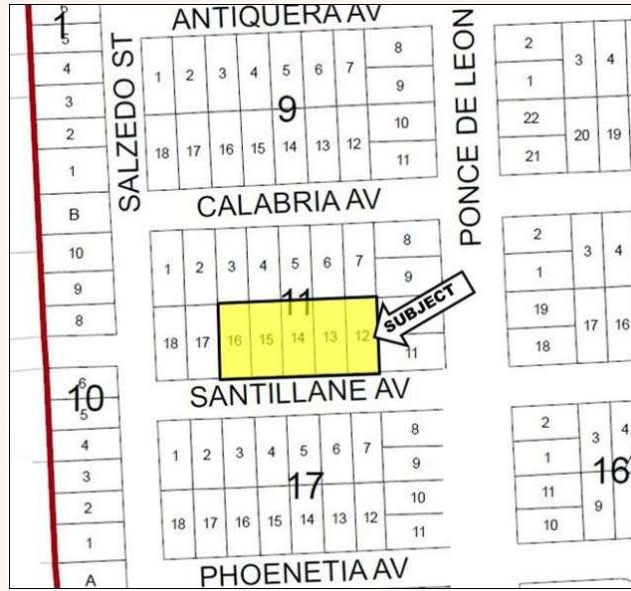 ANTIQUERA AV
SALZEDO ST
PONCE DE LEON
1
5
4
3
2
1
B
10
9
8
1 2 3 4 5 6 7 8
9
9
18 17 16 15 14 13 12 10
11
2 3 4
1
22 20 19
21
CALABRIA AV
1 2 3 4 5 6 7 8
9
11
18 17 16 15 14 13 12
11
SUBJECT
2 3 4
1
19 17 16
18
SANTILLANE AV
6
10
5
4
3
2
1
A
1 2 3 4 5 6 7 8
9
17
18 17 16 15 14 13 12 10
11
2 3 4
1
16
11 9
10
PHOENETIA AV